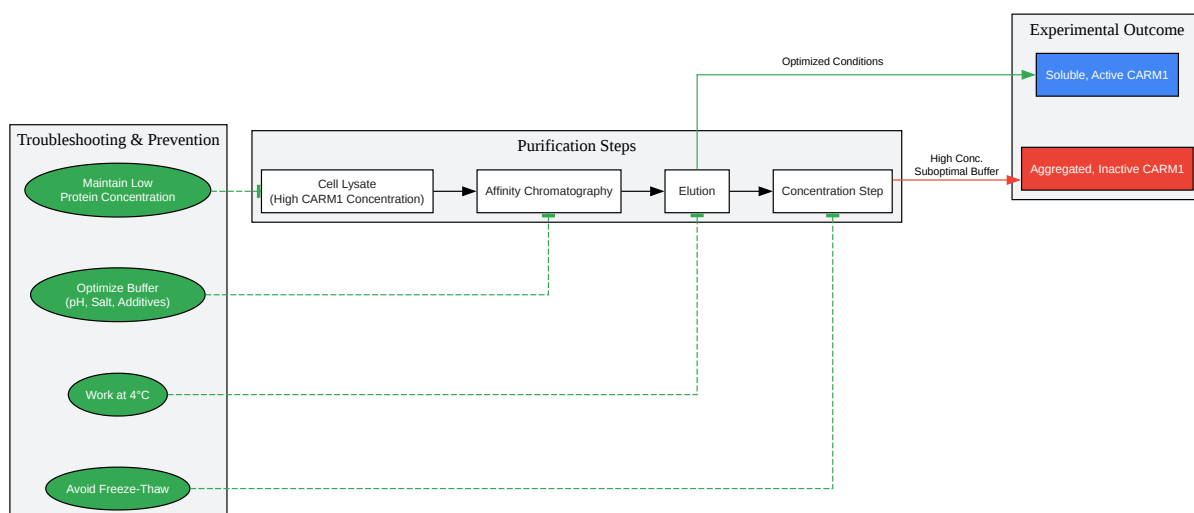 Experimental Outcome
Optimized Conditions
Soluble, Active CARM1
Troubleshooting & Prevention
Purification Steps
Maintain Low
Protein Concentration
Cell Lysate
(High CARM1 Concentration)
Affinity Chromatography
Elution
Concentration Step
High Conc.
Suboptimal Buffer
Aggregated, Inactive CARM1
Optimize Buffer
(pH, Salt, Additives)
Work at 4°C
Avoid Freeze-Thaw